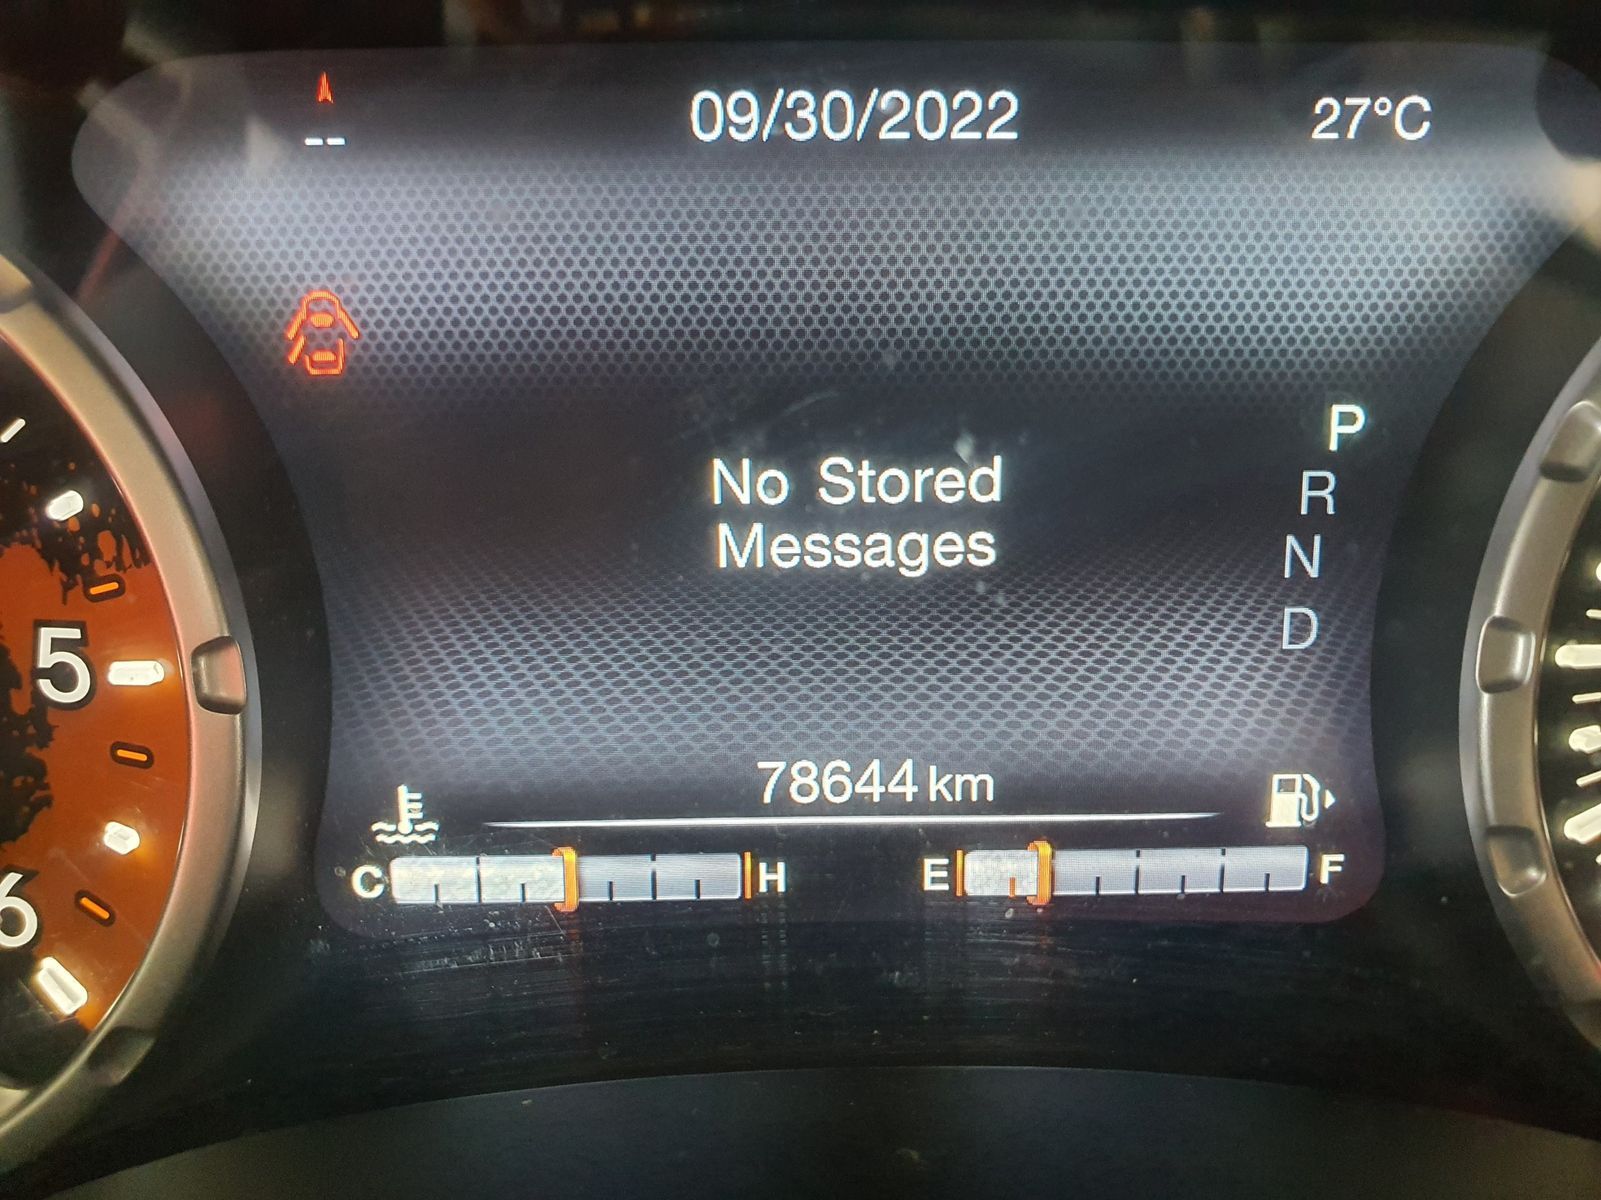 --
09/30/2022
27°C
No Stored
Messages
P
R
N
D
5
6
78644 km
C
H
E
F